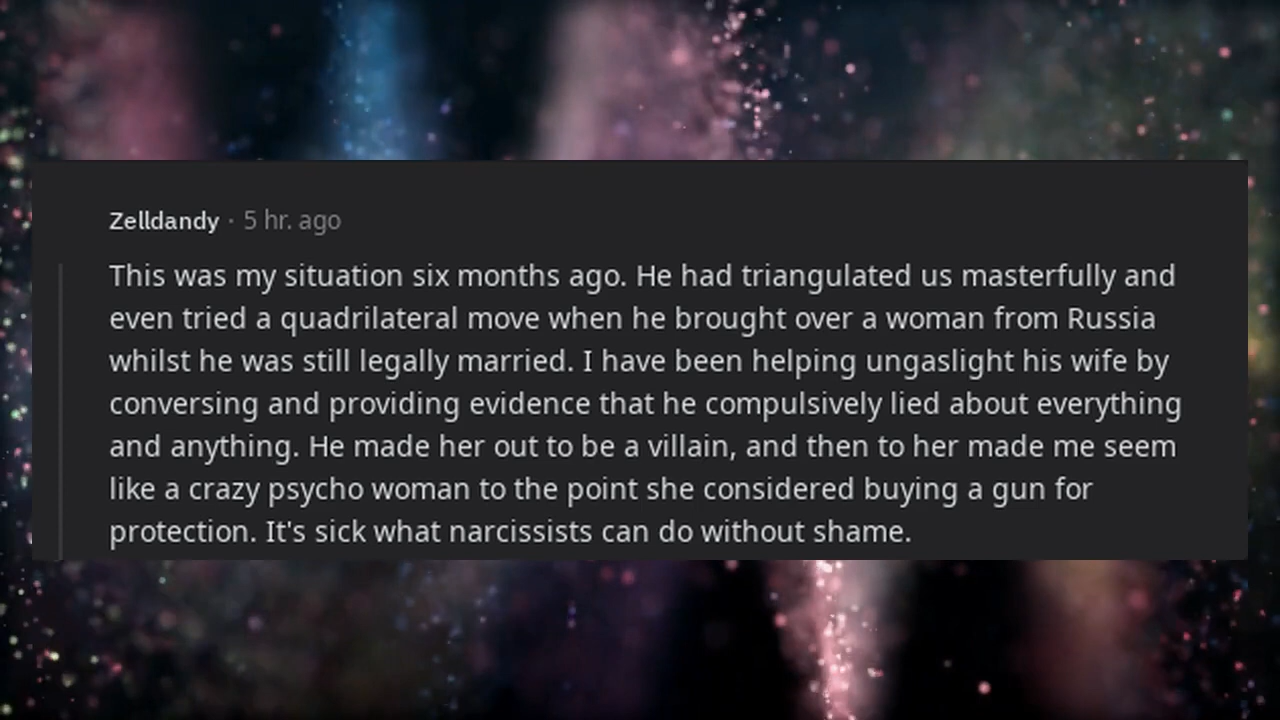 Zelldandy · 5 hr. ago
This was my situation six months ago. He had triangulated us masterfully and
even tried a quadrilateral move when he brought over a woman from Russia
whilst he was still legally married. I have been helping ungaslight his wife by
conversing and providing evidence that he compulsively lied about everything
and anything. He made her out to be a villain, and then to her made me seem
like a crazy psycho woman to the point she considered buying a gun for
protection. It's sick what narcissists can do without shame.